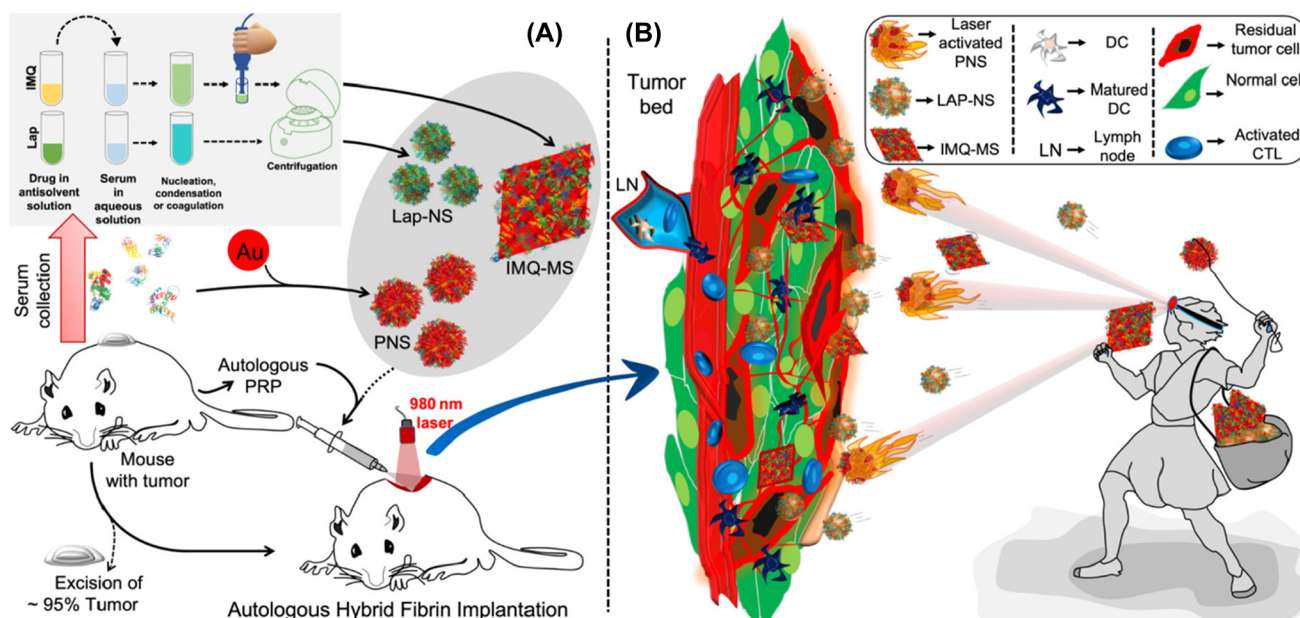 (A)
IMQ
Lap
Centrifugation
Drug in
antisolvent
solution
Serum
in
aqueous
solution
Nucleation,
condensation
or coagulation
Lap-NS
IMQ-MS
Au
PNS
Serum
collection
Autologous
PRP
980 nm
laser
Mouse
with tumor
Excision of
~ 95% Tumor
Autologous Hybrid Fibrin Implantation
(B)
Tumor
bed
LN
Laser
activated
PNS
LAP-NS
IMQ-MS
DC
Matured
DC
LN
Lymph
node
Residual
tumor cell
Normal cell
Activated
CTL